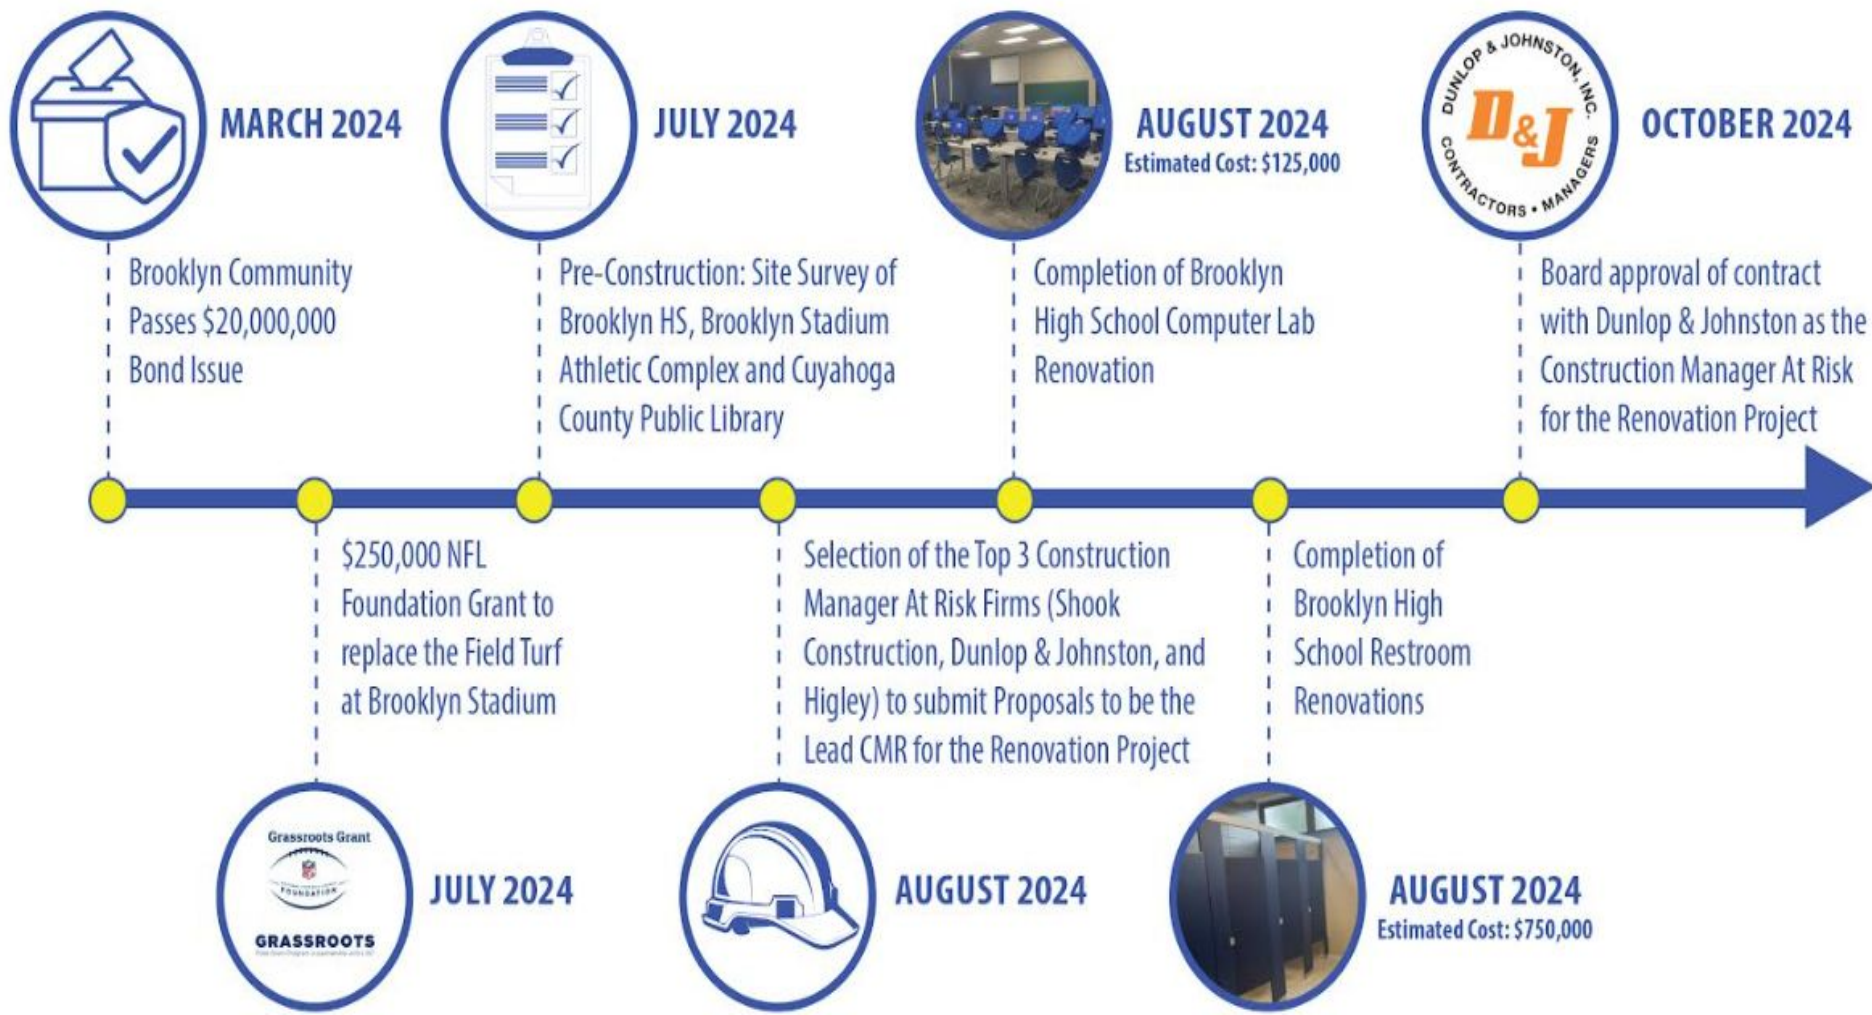 MARCH 2024
Brooklyn Community
Passes $20,000,000
Bond Issue
$250,000 NFL
Foundation Grant to
replace the Field Turf
at Brooklyn Stadium
Grassroots Grant
NFL
FOUNDATION
GRASSROOTS
JULY 2024
JULY 2024
Pre-Construction: Site Survey of
Brooklyn HS, Brooklyn Stadium
Athletic Complex and Cuyahoga
County Public Library
Selection of the Top 3 Construction
Manager At Risk Firms (Shook
Construction, Dunlop & Johnston, and
Higley) to submit Proposals to be the
Lead CMR for the Renovation Project
AUGUST 2024
AUGUST 2024
Estimated Cost: $125,000
Completion of Brooklyn
High School Computer Lab
Renovation
Completion of
Brooklyn High
School Restroom
Renovations
AUGUST 2024
Estimated Cost: $750,000
DUNLOP & JOHNSTON, INC.
D&J
CONTRACTORS • MANAGERS
OCTOBER 2024
Board approval of contract
with Dunlop & Johnston as the
Construction Manager At Risk
for the Renovation Project